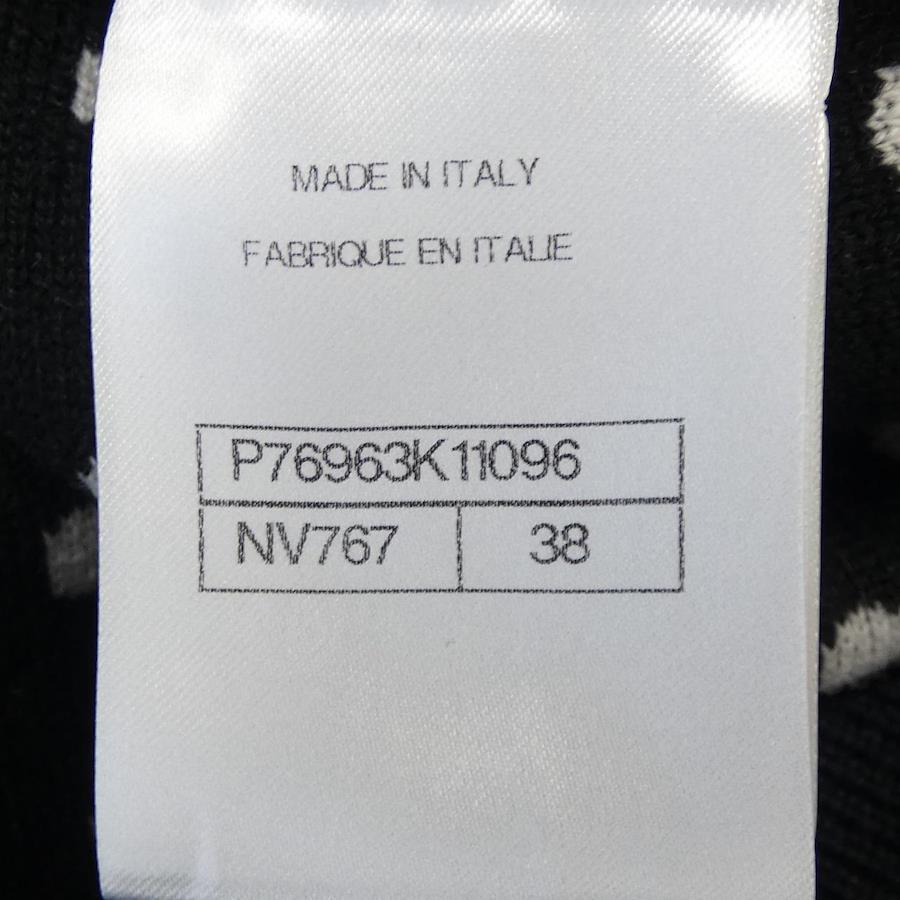 MADE IN ITALY
FABRIQUE EN ITALIE
P76963K11096
NV767 38